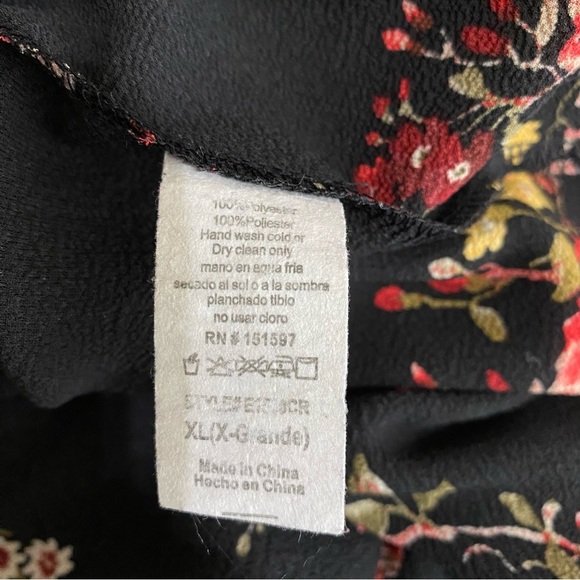 100%Polyester
100%Poliester
Hand wash cold or
Dry clean only
mano en agua fria
secado al sol o a la sombra
planchado tibio
no usar cloro
RN # 151597
XL(X-Grande)
Made in China
Hecho en China